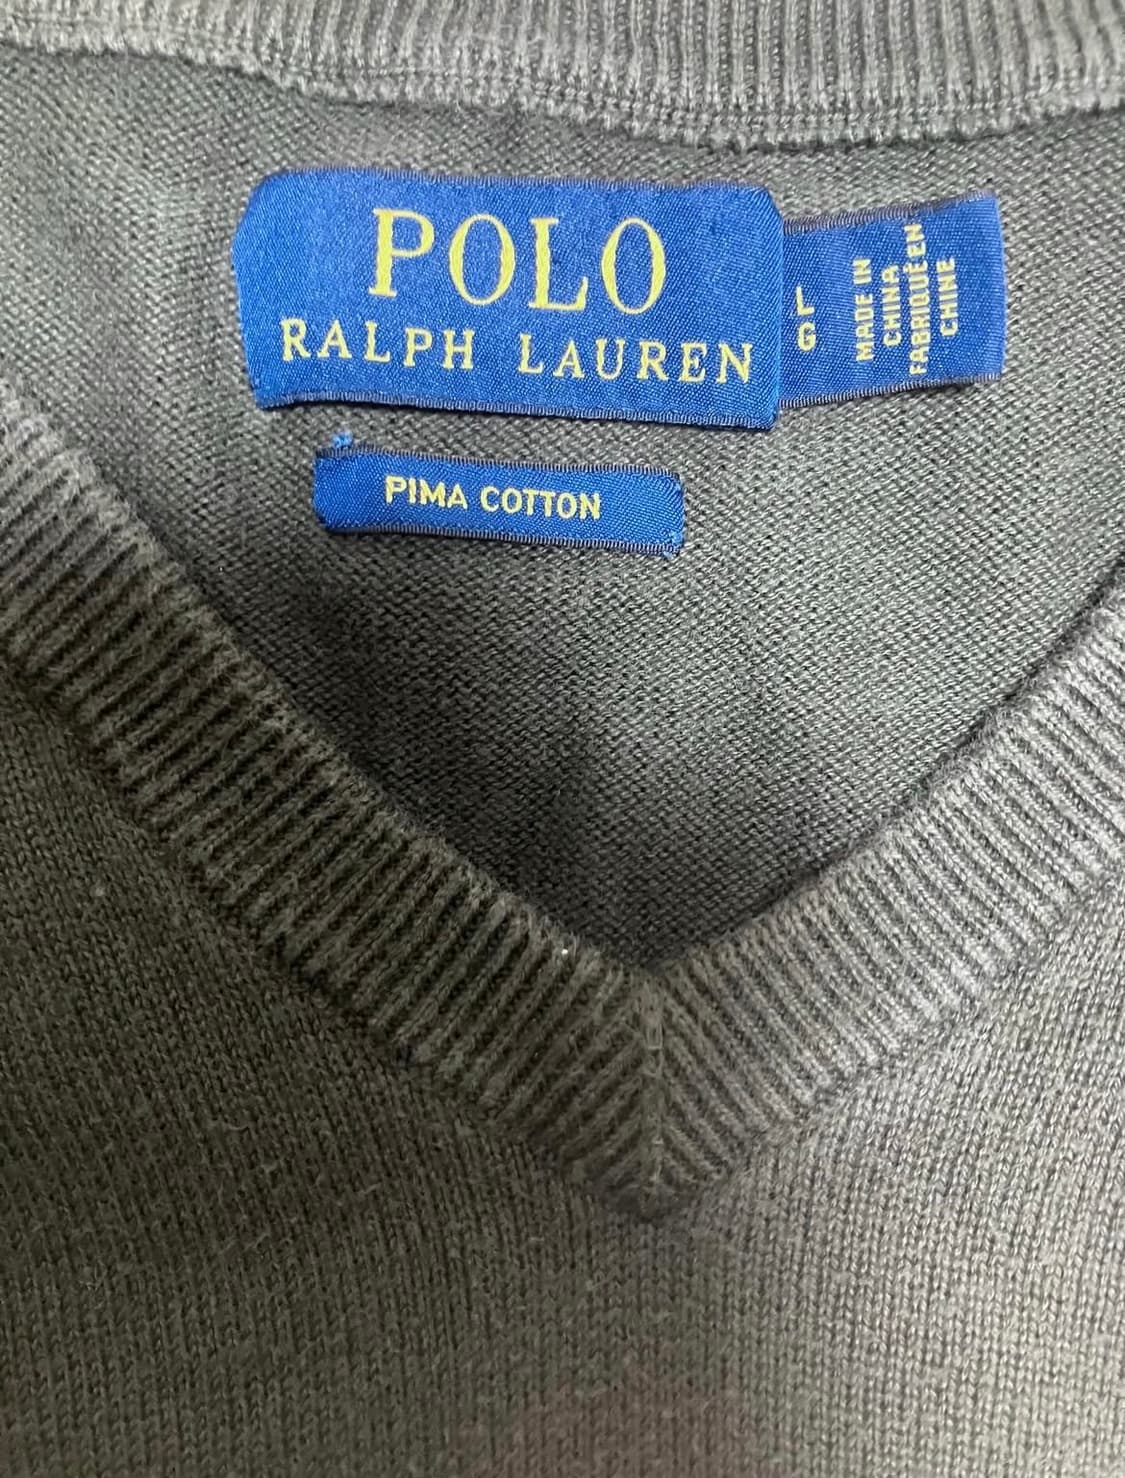 POLO
RALPH LAUREN
L
G
MADE IN
CHINA
FABRIQUÉ EN
CHINE
PIMA COTTON